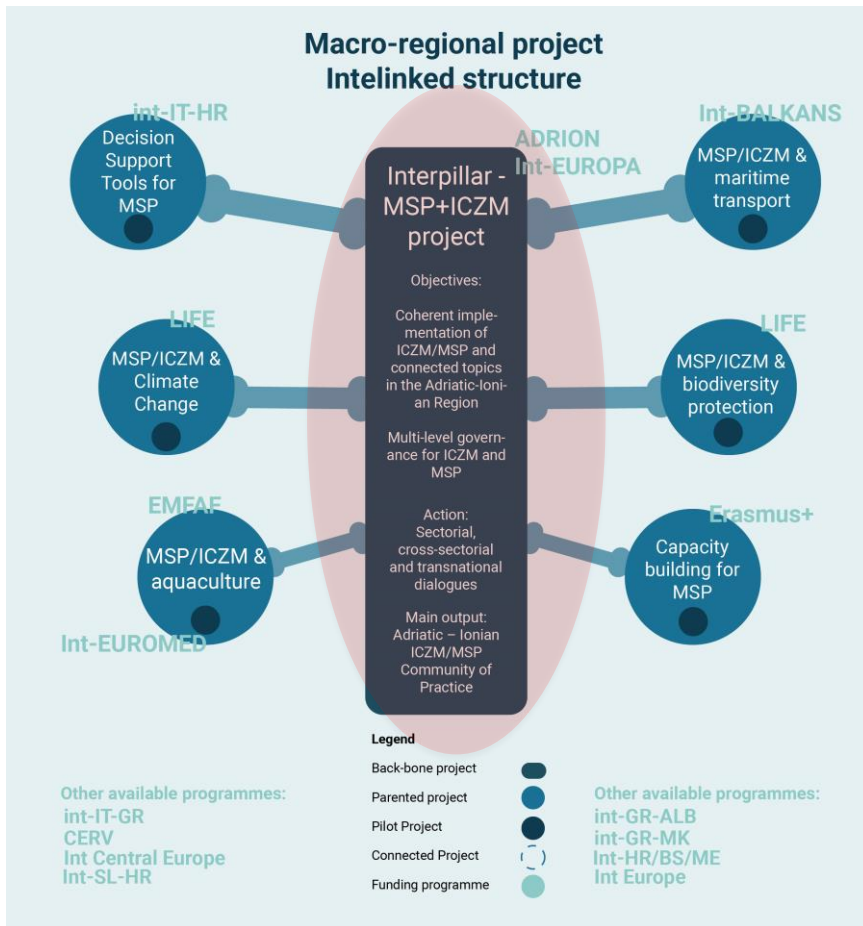 Macro-regional project
Intelinked structure
int-IT-HR
Decision
Support
Tools for
MSP
LIFE
MSP/ICZM &
Climate
Change
EMFAF
MSP/ICZM &
aquaculture
Int-EUROMED
ADRION
Int-EUROPA
Interpillar -
MSP+ICZM
project
Objectives:
Coherent imple-
mentation of
ICZM/MSP and
connected topics
in the Adriatic-Ioni-
an Region
Multi-level govern-
ance for ICZM and
MSP
Action:
Sectorial,
cross-sectorial
and transnational
dialogues
Main output:
Adriatic – Ionian
ICZM/MSP
Community of
Practice
Int-BALKANS
MSP/ICZM &
maritime
transport
LIFE
MSP/ICZM &
biodiversity
protection
Erasmus+
Capacity
building for
MSP
Legend
Back-bone project
Parented project
Pilot Project
Connected Project
Funding programme
Other available programmes:
int-IT-GR
CERV
Int Central Europe
Int-SL-HR
Other available programmes:
int-GR-ALB
int-GR-MK
Int-HR/BS/ME
Int Europe